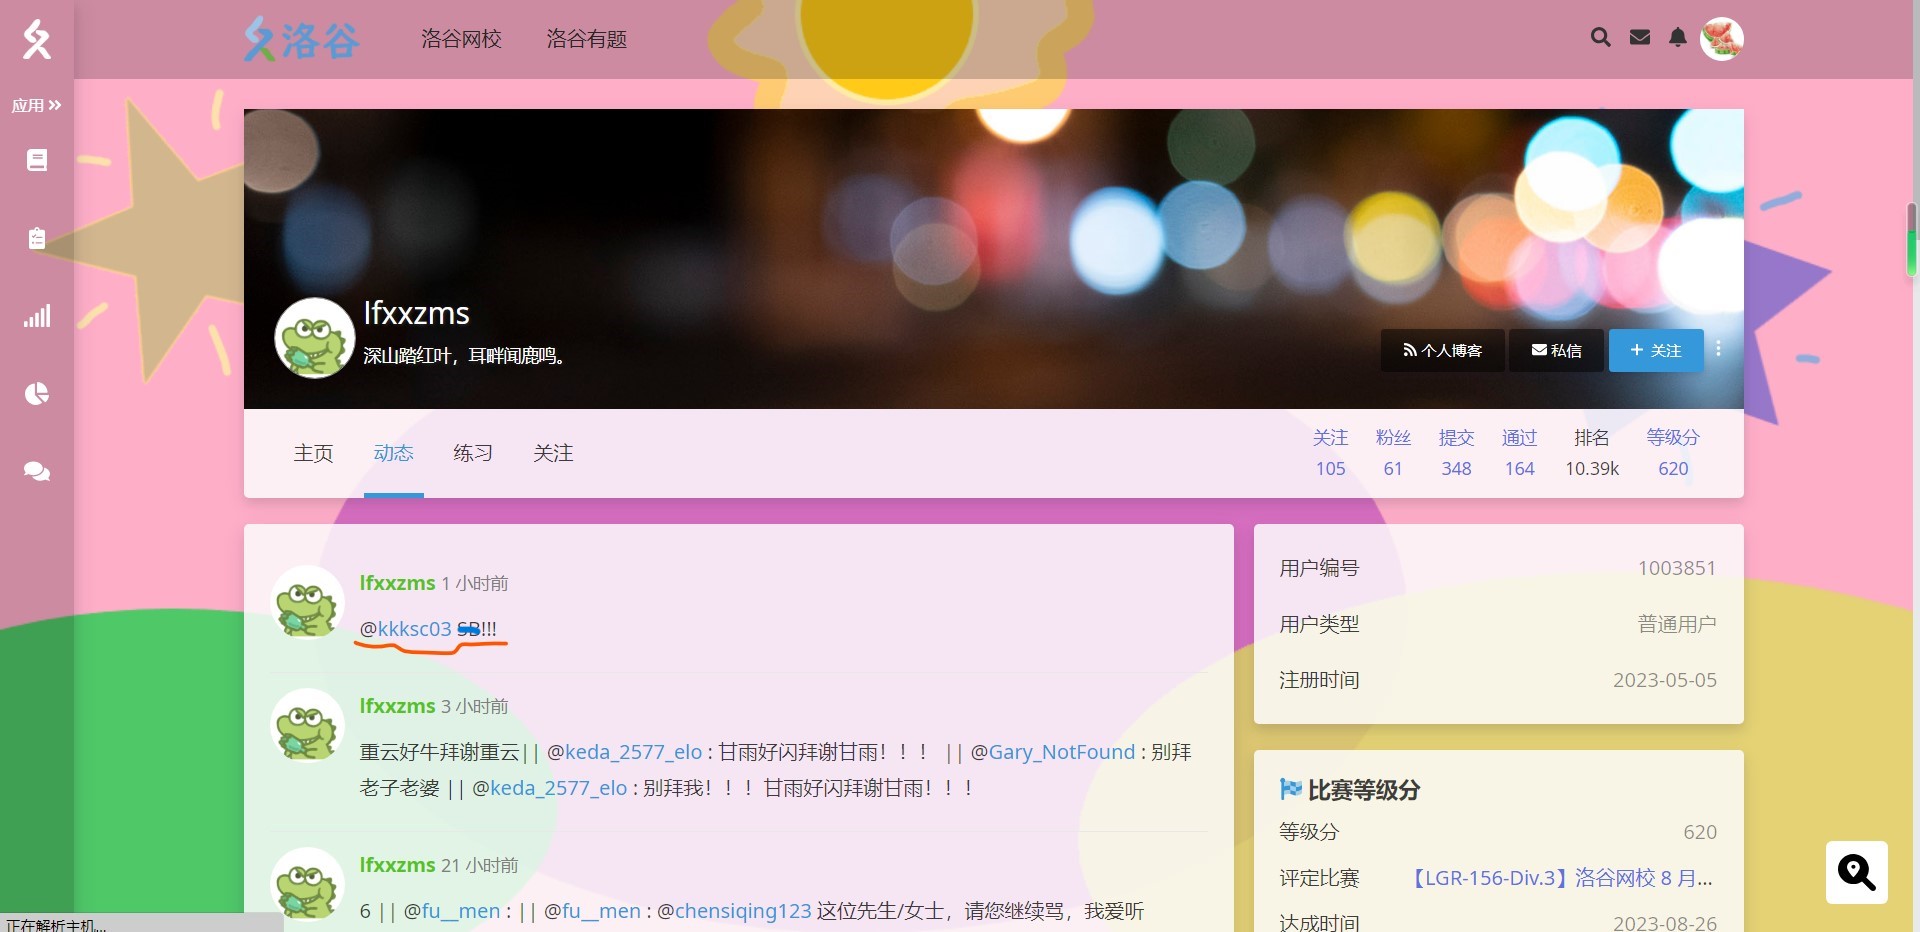 洛谷
洛谷网校
洛谷有题
应用
lfxxzms
深山踏红叶，耳畔闻鹿鸣。
个人博客
私信
+ 关注
主页
动态
练习
关注
关注
粉丝
提交
通过
排名
等级分
105
61
348
164
10.39k
620
lfxxzms 1 小时前
@kkksc03 SB!!!
lfxxzms 3 小时前
重云好牛拜谢重云|| @keda_2577_elo : 甘雨好闪拜谢甘雨！！！ || @Gary_NotFound : 别拜
老子老婆 || @keda_2577_elo : 别拜我！！！甘雨好闪拜谢甘雨！！！
lfxxzms 21 小时前
6 || @fu__men : || @fu__men : @chensiqing123 这位先生/女士，请您继续骂，我爱听
用户编号 1003851
用户类型 普通用户
注册时间 2023-05-05
比赛等级分
等级分 620
评定比赛 【LGR-156-Div.3】洛谷网校 8 月...
达成时间 2023-08-26
正在解析主机...